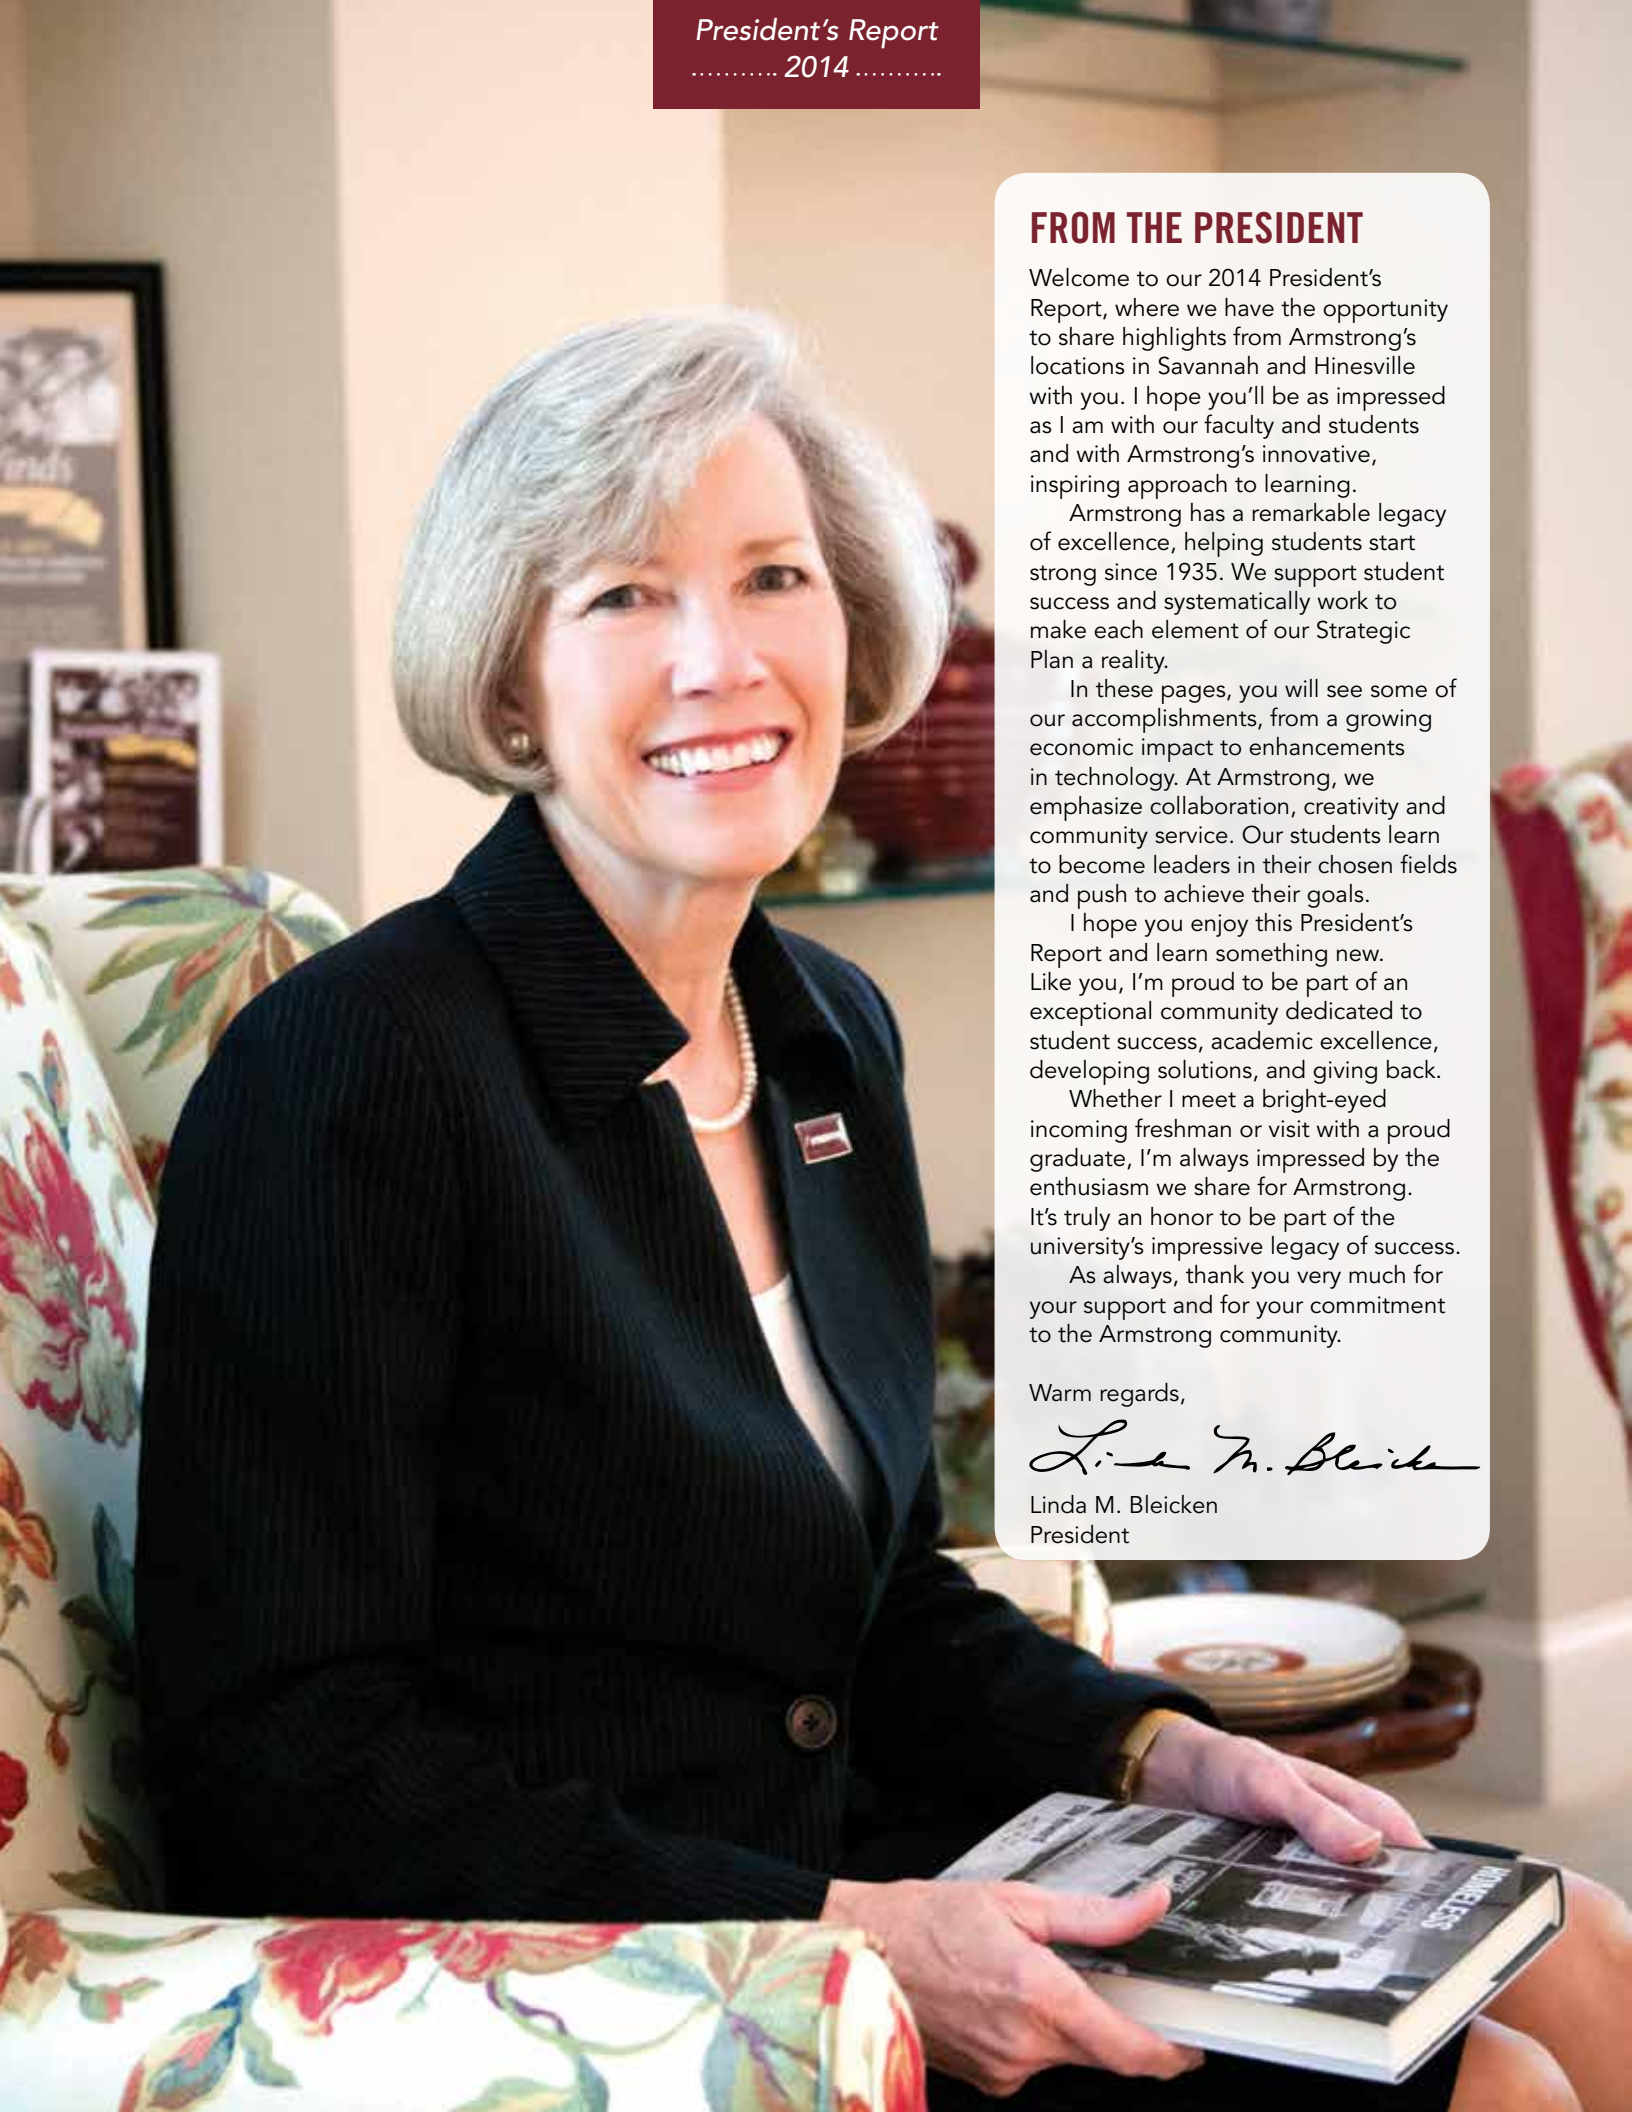 President's Report
........... 2014 ...........
FROM THE PRESIDENT
Welcome to our 2014 President's
Report, where we have the opportunity
to share highlights from Armstrong's
locations in Savannah and Hinesville
with you. I hope you'll be as impressed
as I am with our faculty and students
and with Armstrong's innovative,
inspiring approach to learning.
Armstrong has a remarkable legacy
of excellence, helping students start
strong since 1935. We support student
success and systematically work to
make each element of our Strategic
Plan a reality.
In these pages, you will see some of
our accomplishments, from a growing
economic impact to enhancements
in technology. At Armstrong, we
emphasize collaboration, creativity and
community service. Our students learn
to become leaders in their chosen fields
and push to achieve their goals.
I hope you enjoy this President's
Report and learn something new.
Like you, I'm proud to be part of an
exceptional community dedicated to
student success, academic excellence,
developing solutions, and giving back.
Whether I meet a bright-eyed
incoming freshman or visit with a proud
graduate, I'm always impressed by the
enthusiasm we share for Armstrong.
It's truly an honor to be part of the
university's impressive legacy of success.
As always, thank you very much for
your support and for your commitment
to the Armstrong community.
Warm regards,
Linda M. Bleicken
Linda M. Bleicken
President
HOMELESS